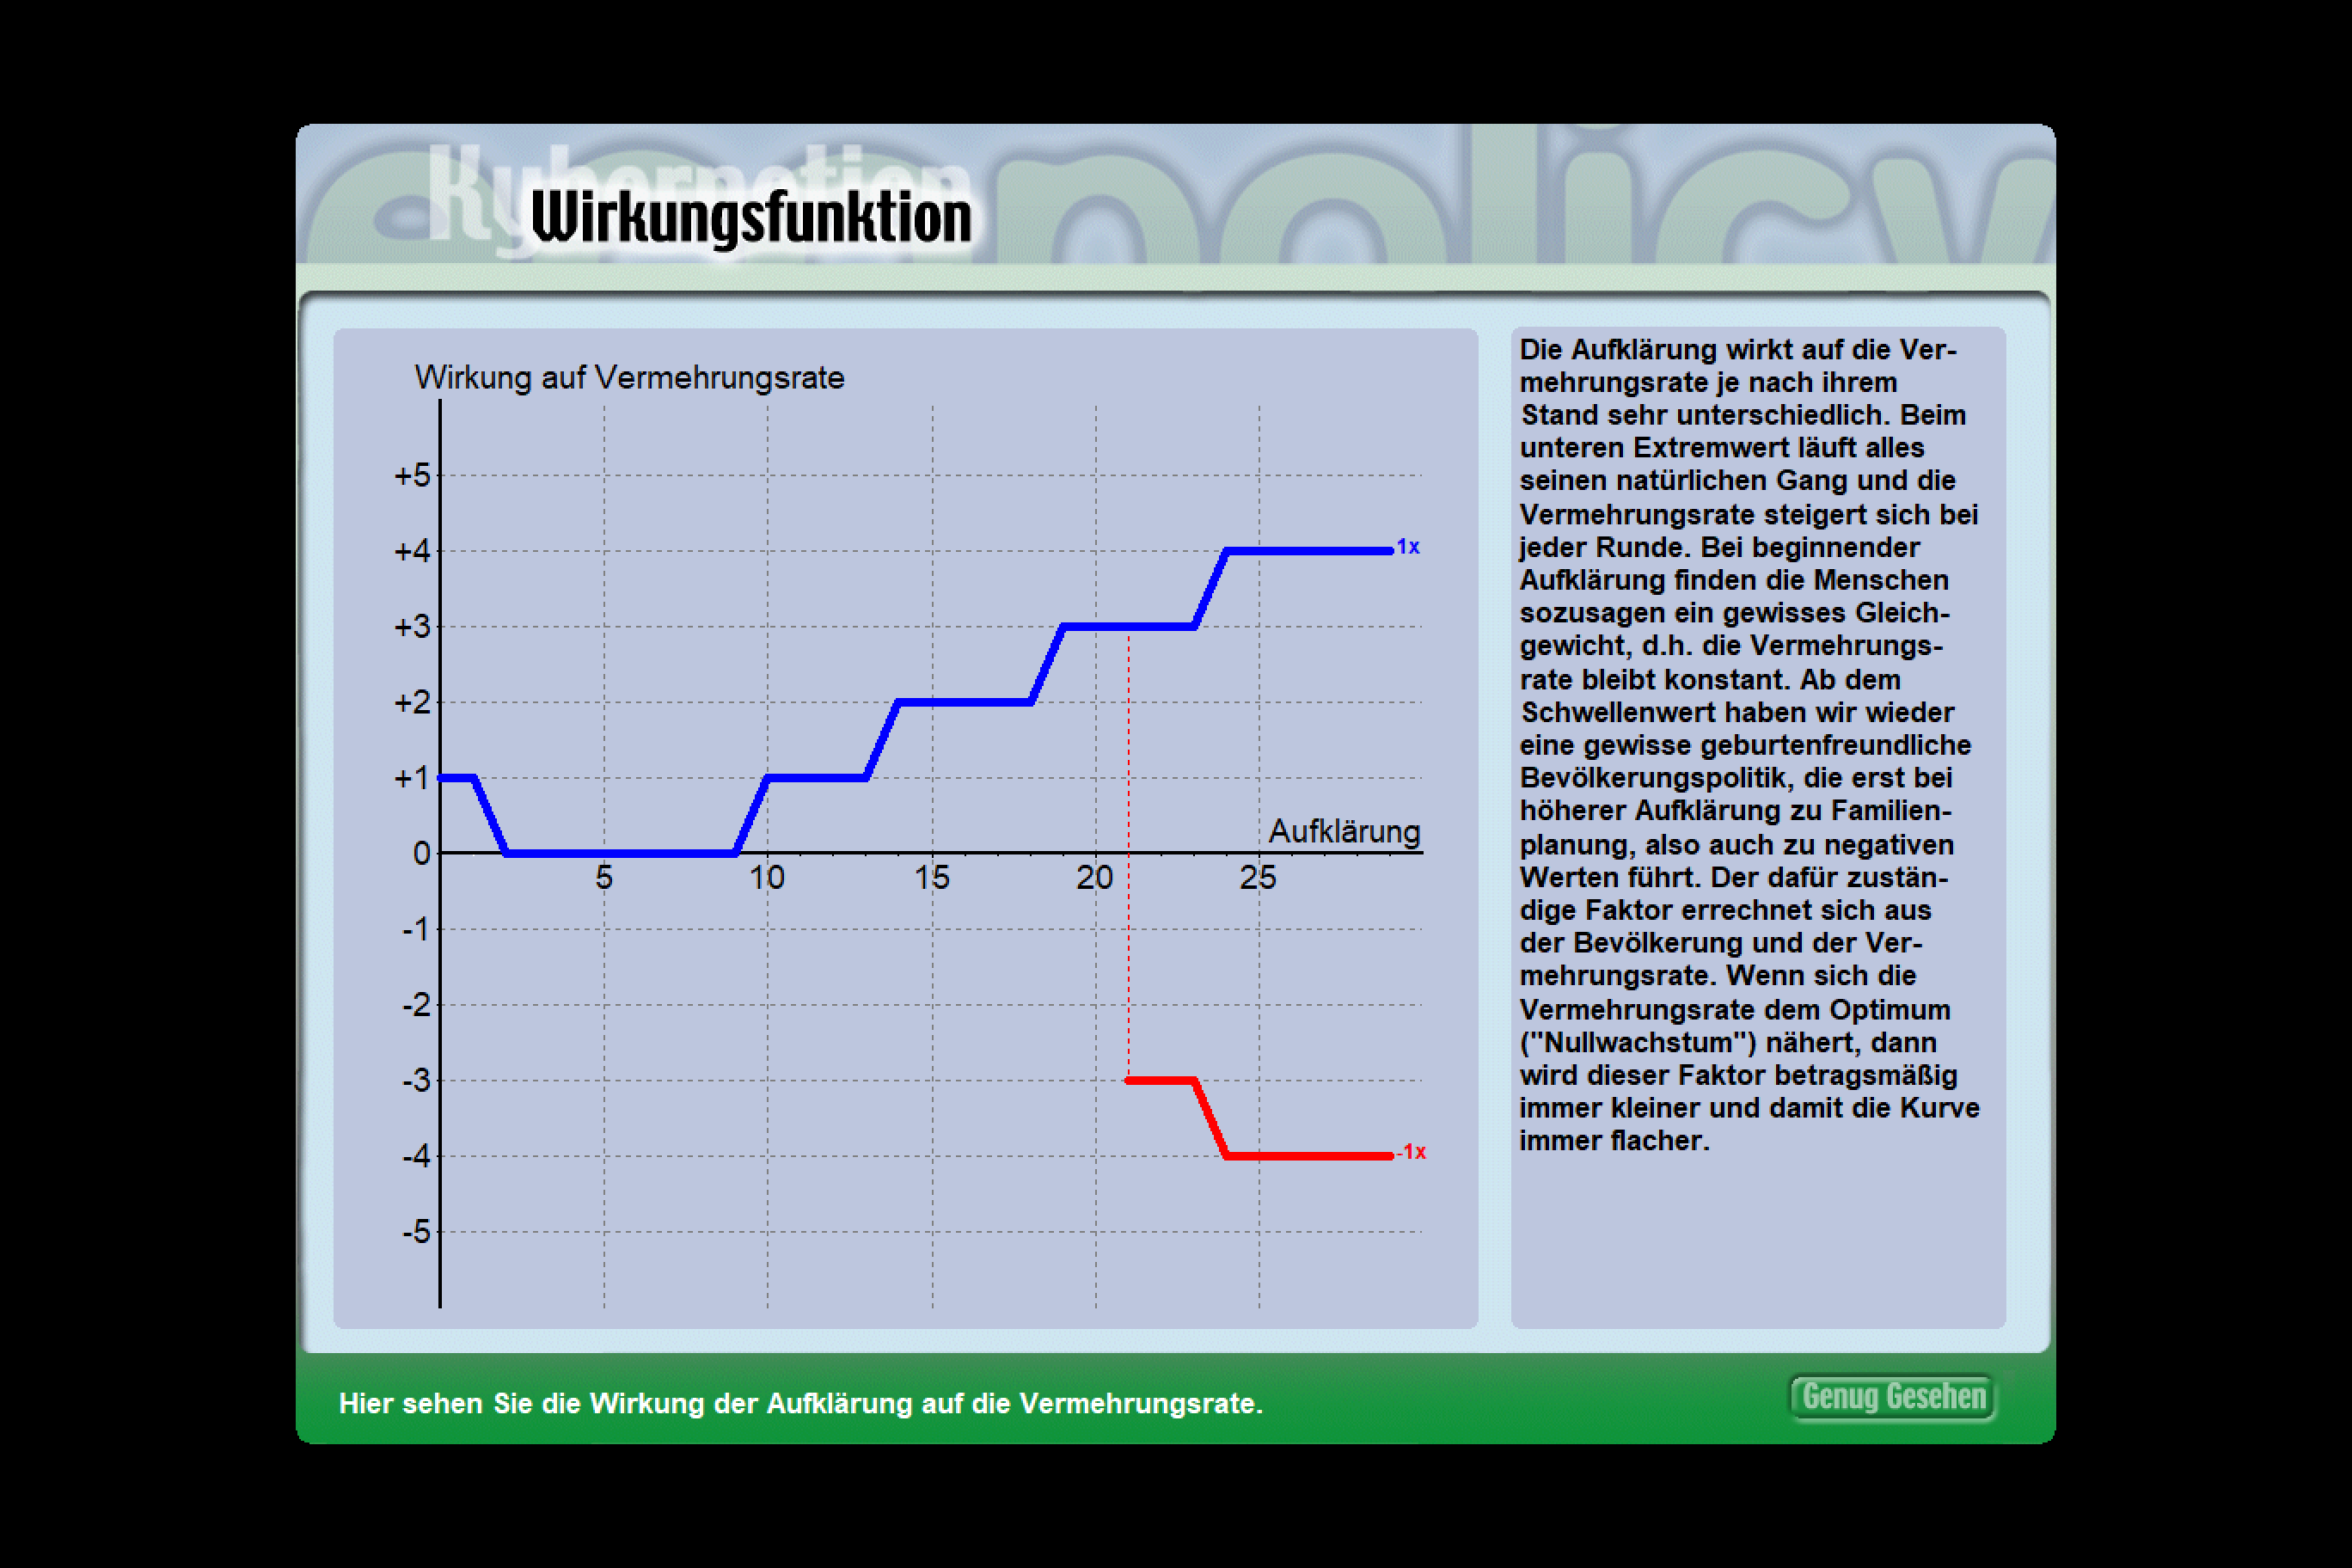 Kybernetien
Wirkungsfunktion
Wirkung auf Vermehrungsrate
+5
+4
+3
+2
+1
0
-1
-2
-3
-4
-5
5 10 15 20 25
Aufklärung
1x
-1x
Die Aufklärung wirkt auf die Ver-
mehrungsrate je nach ihrem
Stand sehr unterschiedlich. Beim
unteren Extremwert läuft alles
seinen natürlichen Gang und die
Vermehrungsrate steigert sich bei
jeder Runde. Bei beginnender
Aufklärung finden die Menschen
sozusagen ein gewisses Gleich-
gewicht, d.h. die Vermehrungs-
rate bleibt konstant. Ab dem
Schwellenwert haben wir wieder
eine gewisse geburtenfreundliche
Bevölkerungspolitik, die erst bei
höherer Aufklärung zu Familien-
planung, also auch zu negativen
Werten führt. Der dafür zustän-
dige Faktor errechnet sich aus
der Bevölkerung und der Ver-
mehrungsrate. Wenn sich die
Vermehrungsrate dem Optimum
("Nullwachstum") nähert, dann
wird dieser Faktor betragsmäßig
immer kleiner und damit die Kurve
immer flacher.
Hier sehen Sie die Wirkung der Aufklärung auf die Vermehrungsrate.
Genug Gesehen